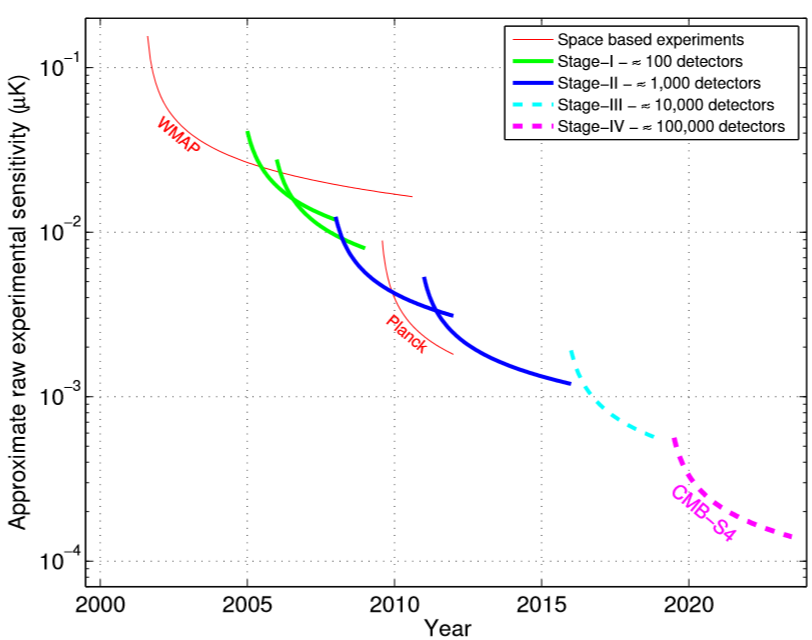 Space based experiments
Stage−I − ≈ 100 detectors
Stage−II − ≈ 1,000 detectors
Stage−III − ≈ 10,000 detectors
Stage−IV − ≈ 100,000 detectors
Approximate raw experimental sensitivity (μK)
10−1
10−2
10−3
10−4
WMAP
Planck
CMB−S4
2000 2005 2010 2015 2020
Year